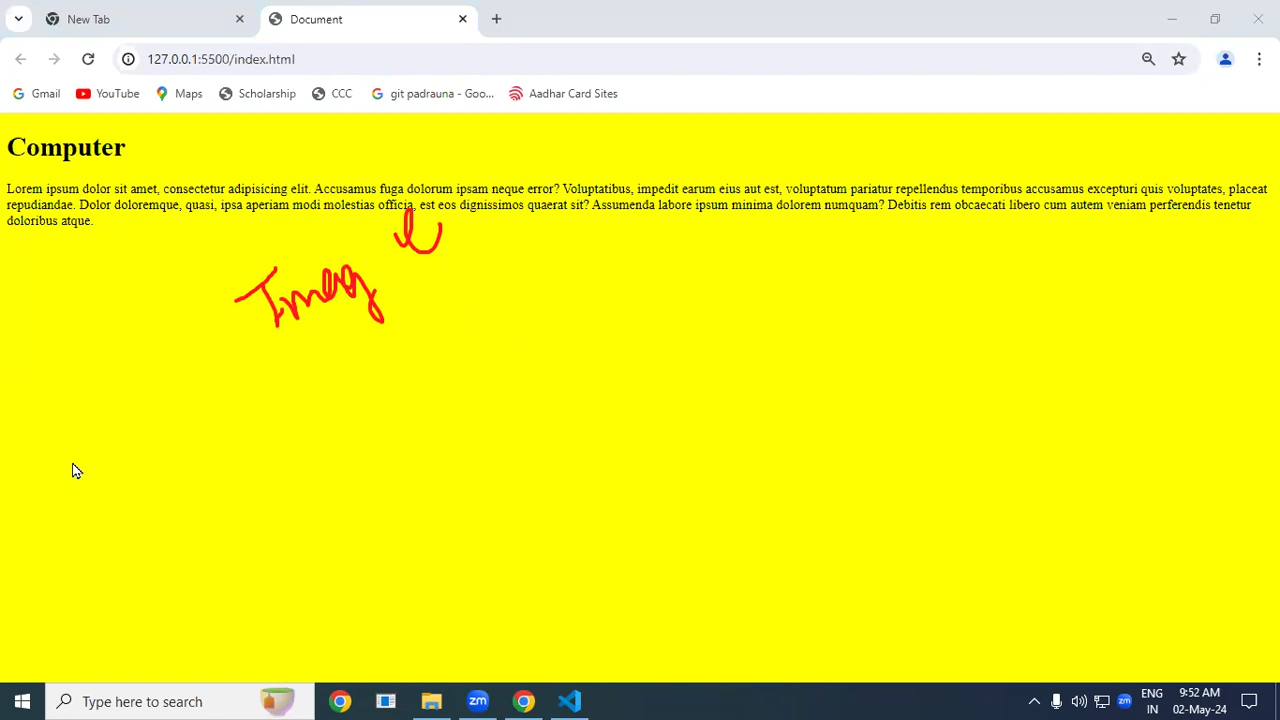 New Tab
Document
127.0.0.1:5500/index.html
Gmail YouTube Maps Scholarship CCC git padrauna - Goo... Aadhar Card Sites
Computer
Lorem ipsum dolor sit amet, consectetur adipisicing elit. Accusamus fuga dolorum ipsam neque error? Voluptatibus, impedit earum eius aut est, voluptatum pariatur repellendus temporibus accusamus excepturi quis voluptates, placeat
repudiandae. Dolor doloremque, quasi, ipsa aperiam modi molestias officia, est eos dignissimos quaerat sit? Assumenda labore ipsum minima dolorem numquam? Debitis rem obcaecati libero cum autem veniam perferendis tenetur
doloribus atque.
Imag e
Type here to search
zm
zm
ENG
IN
9:52 AM
02-May-24